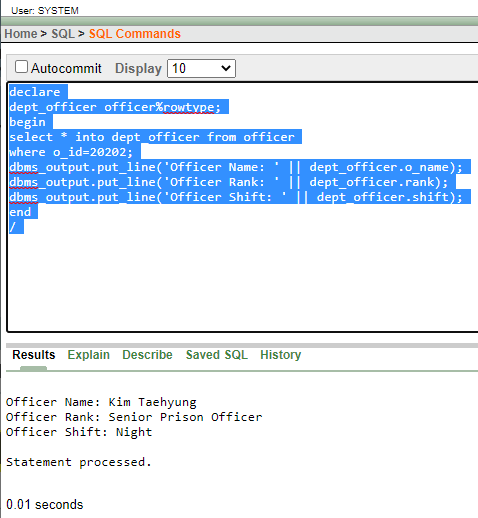 User: SYSTEM
Home > SQL > SQL Commands
Autocommit Display 10
declare
dept_officer officer%rowtype;
begin
select * into dept_officer from officer
where o_id=20202;
dbms_output.put_line('Officer Name: ' || dept_officer.o_name);
dbms_output.put_line('Officer Rank: ' || dept_officer.rank);
dbms_output.put_line('Officer Shift: ' || dept_officer.shift);
end
/
Results Explain Describe Saved SQL History
Officer Name: Kim Taehyung
Officer Rank: Senior Prison Officer
Officer Shift: Night
Statement processed.
0.01 seconds